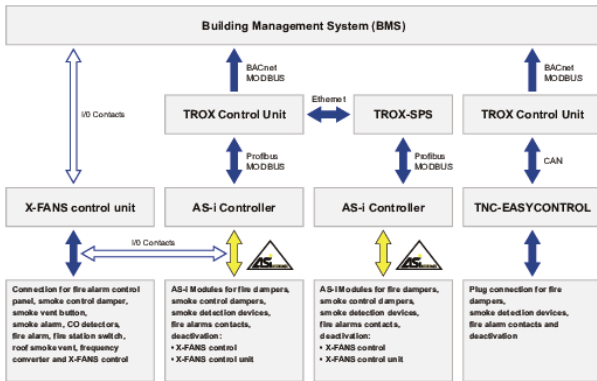 Building Management System (BMS)
BACnet
MODBUS
BACnet
MODBUS
I/0 Contacts
Ethernet
TROX Control Unit
TROX-SPS
TROX Control Unit
Profibus
MODBUS
Profibus
MODBUS
CAN
X-FANS control unit
AS-i Controller
AS-i Controller
TNC-EASYCONTROL
I/0 Contacts
Connection for fire alarm control
panel, smoke control damper,
smoke vent button,
smoke alarm, CO detectors,
fire alarm, fire station switch,
roof smoke vent, frequency
converter and X-FANS control
AS-i Modules for fire dampers,
smoke control dampers,
smoke detection devices,
fire alarms contacts,
deactivation:
• X-FANS control
• X-FANS control unit
AS-i Modules for fire dampers,
smoke control dampers,
smoke detection devices,
fire alarms contacts,
deactivation:
• X-FANS control
• X-FANS control unit
Plug connection for fire
dampers,
smoke detection devices,
fire alarm contacts and
deactivation